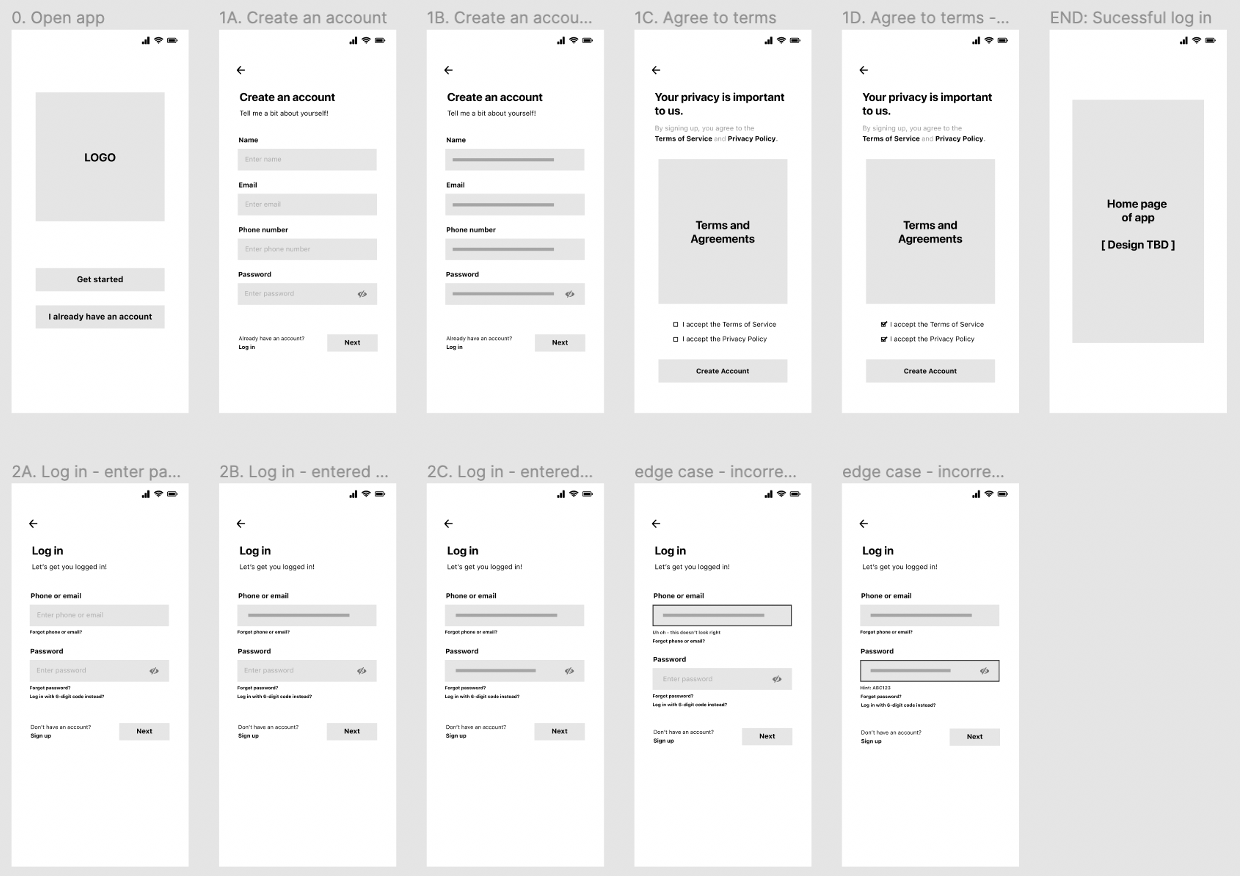 0. Open app
LOGO
Get started
I already have an account
1A. Create an account
Create an account
Tell me a bit about yourself!
Name
Enter name
Email
Enter email
Phone number
Enter phone number
Password
Enter password
Already have an account?
Log in
Next
1B. Create an accou...
Create an account
Tell me a bit about yourself!
Name
Email
Phone number
Password
Already have an account?
Log in
Next
1C. Agree to terms
Your privacy is important
to us.
By signing up, you agree to the
Terms of Service and Privacy Policy.
Terms and
Agreements
I accept the Terms of Service
I accept the Privacy Policy
Create Account
1D. Agree to terms -...
Your privacy is important
to us.
By signing up, you agree to the
Terms of Service and Privacy Policy.
Terms and
Agreements
I accept the Terms of Service
I accept the Privacy Policy
Create Account
END: Sucessful log in
Home page
of app
[ Design TBD ]
2A. Log in - enter pa...
Log in
Let's get you logged in!
Phone or email
Enter phone or email
Forgot phone or email?
Password
Enter password
Forgot password?
Log in with 6-digit code instead?
Don't have an account?
Sign up
Next
2B. Log in - entered ...
Log in
Let's get you logged in!
Phone or email
Forgot phone or email?
Password
Enter password
Forgot password?
Log in with 6-digit code instead?
Don't have an account?
Sign up
Next
2C. Log in - entered...
Log in
Let's get you logged in!
Phone or email
Forgot phone or email?
Password
Forgot password?
Log in with 6-digit code instead?
Don't have an account?
Sign up
Next
edge case - incorre...
Log in
Let's get you logged in!
Phone or email
Uh oh - this doesn't look right
Forgot phone or email?
Password
Enter password
Forgot password?
Log in with 6-digit code instead?
Don't have an account?
Sign up
Next
edge case - incorre...
Log in
Let's get you logged in!
Phone or email
Forgot phone or email?
Password
Hint: ABC123
Forgot password?
Log in with 6-digit code instead?
Don't have an account?
Sign up
Next